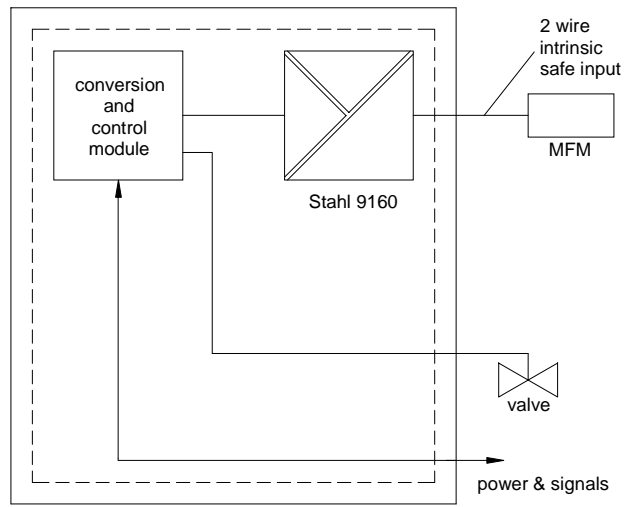 conversion
and
control
module
Stahl 9160
2 wire
intrinsic
safe input
MFM
valve
power & signals